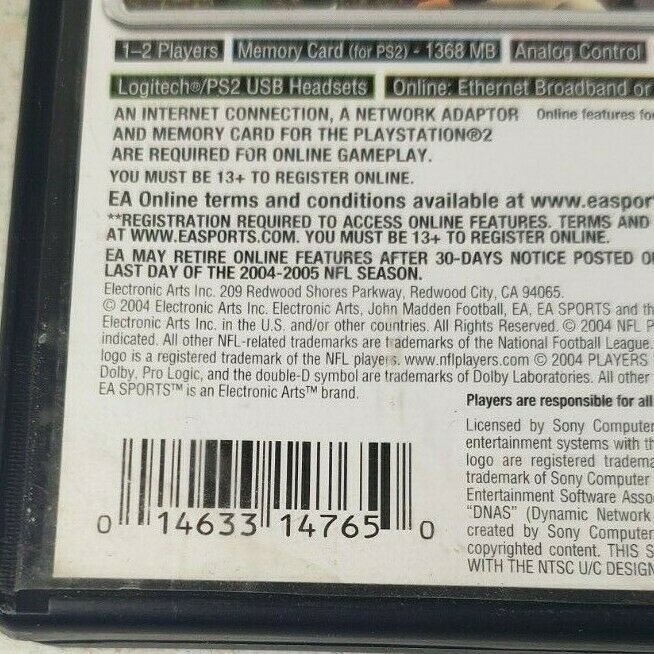 1-2 Players Memory Card (for PS2) - 1368 MB Analog Control
Logitech®/PS2 USB Headsets Online: Ethernet Broadband or
AN INTERNET CONNECTION, A NETWORK ADAPTOR Online features
AND MEMORY CARD FOR THE PLAYSTATION®2
ARE REQUIRED FOR ONLINE GAMEPLAY.
YOU MUST BE 13+ TO REGISTER ONLINE.
EA Online terms and conditions available at www.easport
**REGISTRATION REQUIRED TO ACCESS ONLINE FEATURES. TERMS AND
AT WWW.EASPORTS.COM. YOU MUST BE 13+ TO REGISTER ONLINE.
EA MAY RETIRE ONLINE FEATURES AFTER 30-DAYS NOTICE POSTED
LAST DAY OF THE 2004-2005 NFL SEASON.
Electronic Arts Inc. 209 Redwood Shores Parkway, Redwood City, CA 94065.
© 2004 Electronic Arts Inc. Electronic Arts, John Madden Football, EA, EA SPORTS and
Electronic Arts Inc. in the U.S. and/or other countries. All Rights Reserved. © 2004 NFL P
indicated. All other NFL-related trademarks are trademarks of the National Football League.
logo is a registered trademark of the NFL players. www.nflplayers.com © 2004 PLAYERS
Dolby, Pro Logic, and the double-D symbol are trademarks of Dolby Laboratories. All other
EA SPORTS™ is an Electronic Arts™ brand.
Players are responsible for all
Licensed by Sony Computer
entertainment systems with th
logo are registered tradema
trademark of Sony Computer
Entertainment Software Asso
"DNAS" (Dynamic Network
created by Sony Computer
copyrighted content. THIS S
WITH THE NTSC U/C DESIGN
0 14633 14765 0